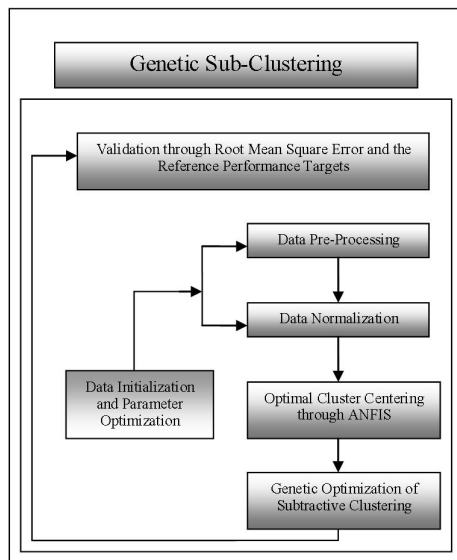 Genetic Sub-Clustering
Validation through Root Mean Square Error and the
Reference Performance Targets
Data Pre-Processing
Data Normalization
Data Initialization
and Parameter
Optimization
Optimal Cluster Centering
through ANFIS
Genetic Optimization of
Subtractive Clustering